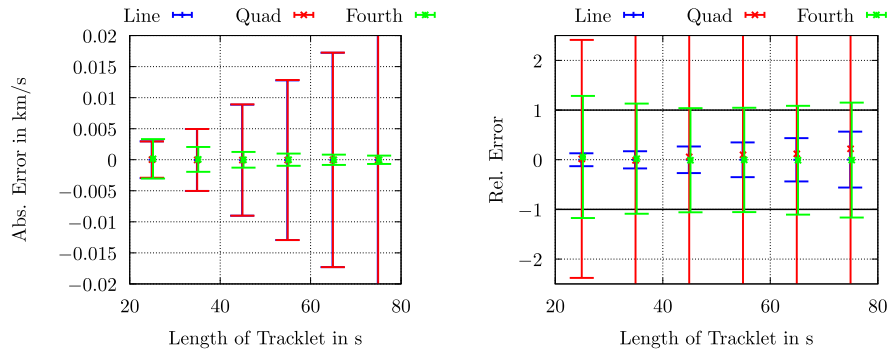 Line Quad Fourth
0.02
0.015
0.01
0.005
0
−0.005
−0.01
−0.015
−0.02
20 40 60 80
Abs. Error in km/s
Length of Tracklet in s
Line Quad Fourth
2
1
0
−1
−2
20 40 60 80
Rel. Error
Length of Tracklet in s